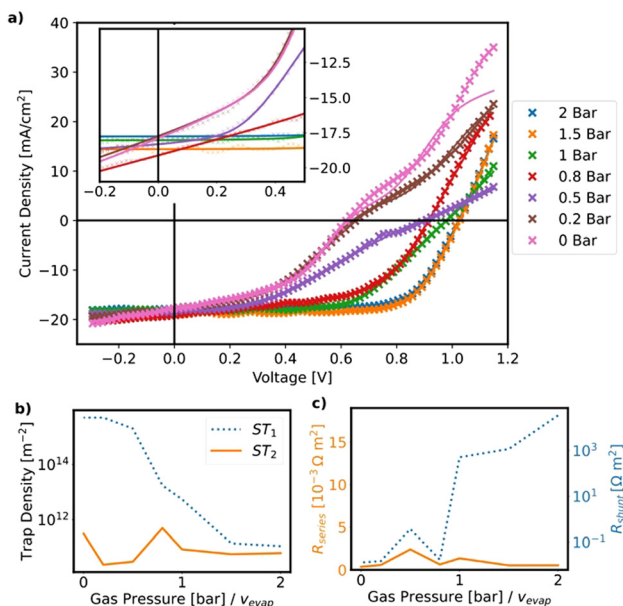 a)
40
30
20
10
0
−10
−20
Current Density [mA/cm²]
−0.2 0.0 0.2 0.4
−12.5
−15.0
−17.5
−20.0
−0.2 0.0 0.2 0.4 0.6 0.8 1.0 1.2
Voltage [V]
2 Bar
1.5 Bar
1 Bar
0.8 Bar
0.5 Bar
0.2 Bar
0 Bar
b)
Trap Density [m⁻²]
10¹⁴
10¹²
ST₁
ST₂
0 1 2
Gas Pressure [bar] / v_evap
c)
R_series [10⁻³ Ω m²]
15
10
5
0
10³
10¹
10⁻¹
R_shunt [Ω m²]
0 1 2
Gas Pressure [bar] / v_evap